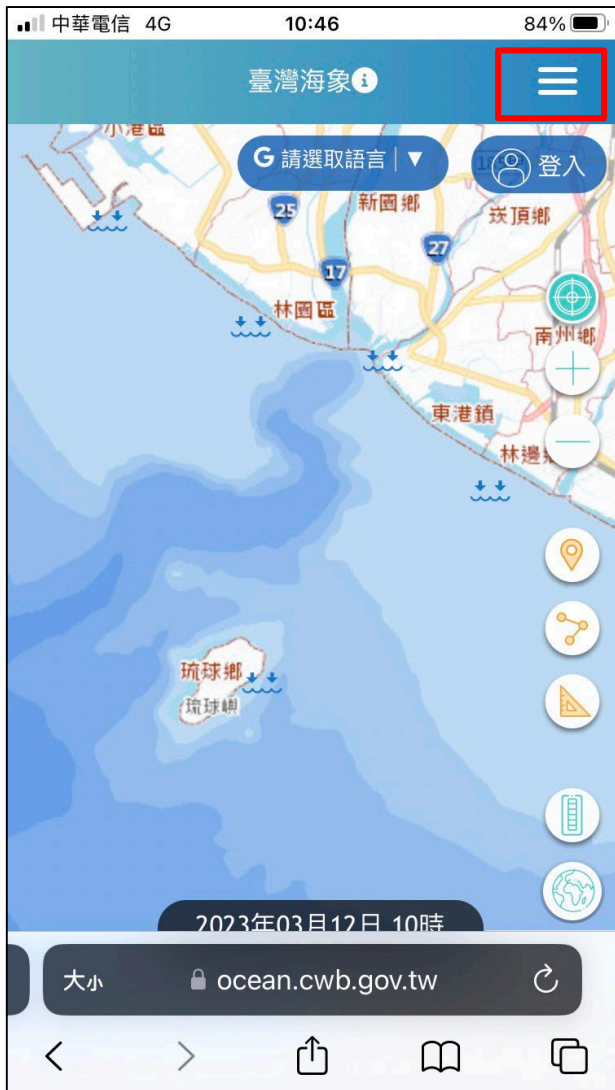 中華電信 4G 10:46 84%
臺灣海象
小港區
G 請選取語言 ▼
登入
新園鄉
崁頂鄉
25
27
17
林園區
南州鄉
東港鎮
林邊
琉球鄉
琉球嶼
2023年03月12日 10時
大小 ocean.cwb.gov.tw